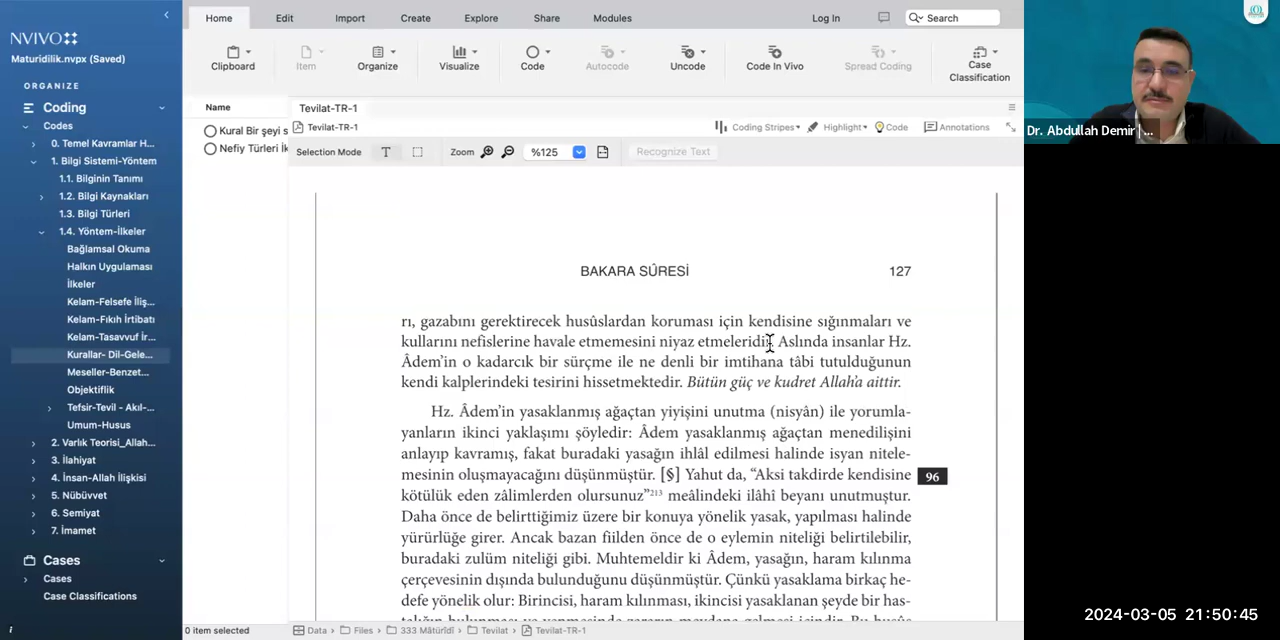 Home Edit Import Create Explore Share Modules Log In Search
NVIVO
Maturidilik.nvpx (Saved)
Clipboard Item Organize Visualize Code Autocode Uncode Code In Vivo Spread Coding Case Classification
ORGANIZE
Coding
Codes
0. Temel Kavramlar H...
1. Bilgi Sistemi-Yöntem
1.1. Bilginin Tanımı
1.2. Bilgi Kaynakları
1.3. Bilgi Türleri
1.4. Yöntem-İlkeler
Bağlamsal Okuma
Halkın Uygulaması
İlkeler
Kelam-Felsefe İliş...
Kelam-Fıkıh İrtibatı
Kelam-Tasavvuf İr...
Kurallar- Dil-Gele...
Meseller-Benzet...
Objektiflik
Tefsir-Tevil - Akıl-...
Umum-Husus
2. Varlık Teorisi_Allah...
3. İlahiyat
4. İnsan-Allah İlişkisi
5. Nübüvvet
6. Semiyat
7. İmamet
Cases
Cases
Case Classifications
Name
Kural Bir şeyi s
Nefiy Türleri İk
Tevilat-TR-1
Tevilat-TR-1 Coding Stripes Highlight Code Annotations
Selection Mode T Zoom %125 Recognize Text
BAKARA SÛRESİ 127
rı, gazabını gerektirecek husûslardan koruması için kendisine sığınmaları ve
kullarını nefislerine havale etmemesini niyaz etmeleridir. Aslında insanlar Hz.
Âdem'in o kadarcık bir sürçme ile ne denli bir imtihana tâbi tutulduğunun
kendi kalplerindeki tesirini hissetmektedir. Bütün güç ve kudret Allah'a aittir.
Hz. Âdem'in yasaklanmış ağaçtan yiyişini unutma (nisyân) ile yorumla-
yanların ikinci yaklaşımı şöyledir: Âdem yasaklanmış ağaçtan menedilişini
anlayıp kavramış, fakat buradaki yasağın ihlâl edilmesi halinde isyan nitele-
mesinin oluşmayacağını düşünmüştür. [§] Yahut da, "Aksi takdirde kendisine
96
kötülük eden zâlimlerden olursunuz"213 meâlindeki ilâhî beyanı unutmuştur.
Daha önce de belirttiğimiz üzere bir konuya yönelik yasak, yapılması halinde
yürürlüğe girer. Ancak bazan fiilden önce de o eylemin niteliği belirtilebilir,
buradaki zulüm niteliği gibi. Muhtemeldir ki Âdem, yasağın, haram kılınma
çerçevesinin dışında bulunduğunu düşünmüştür. Çünkü yasaklama birkaç he-
defe yönelik olur: Birincisi, haram kılınması, ikincisi yasaklanan şeyde bir has-
0 item selected Data Files 333 Mâtürîdî Tevilat Tevilat-TR-1
Dr. Abdullah Demir | ...
2024-03-05 21:50:45